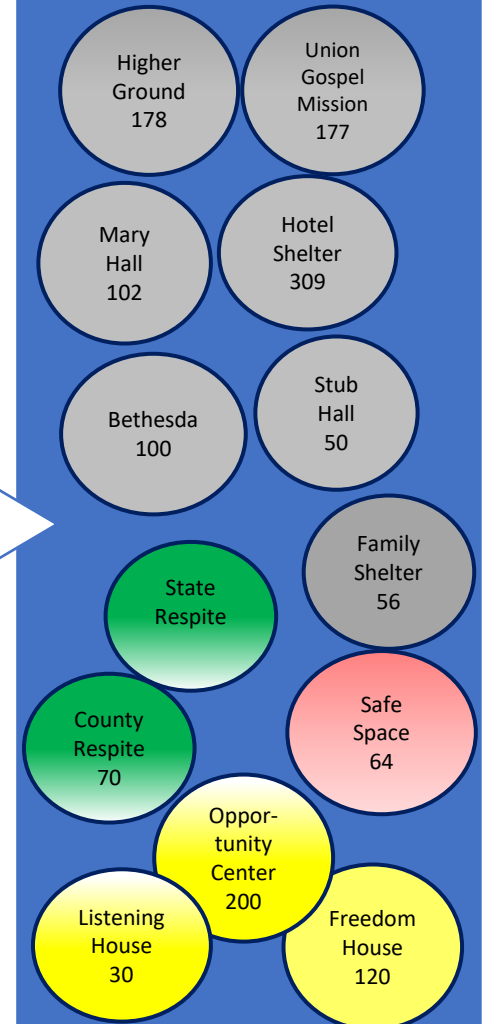 Higher
Ground
178
Union
Gospel
Mission
177
Mary
Hall
102
Hotel
Shelter
309
Bethesda
100
Stub
Hall
50
Family
Shelter
56
State
Respite
County
Respite
70
Safe
Space
64
Oppor-
tunity
Center
200
Listening
House
30
Freedom
House
120